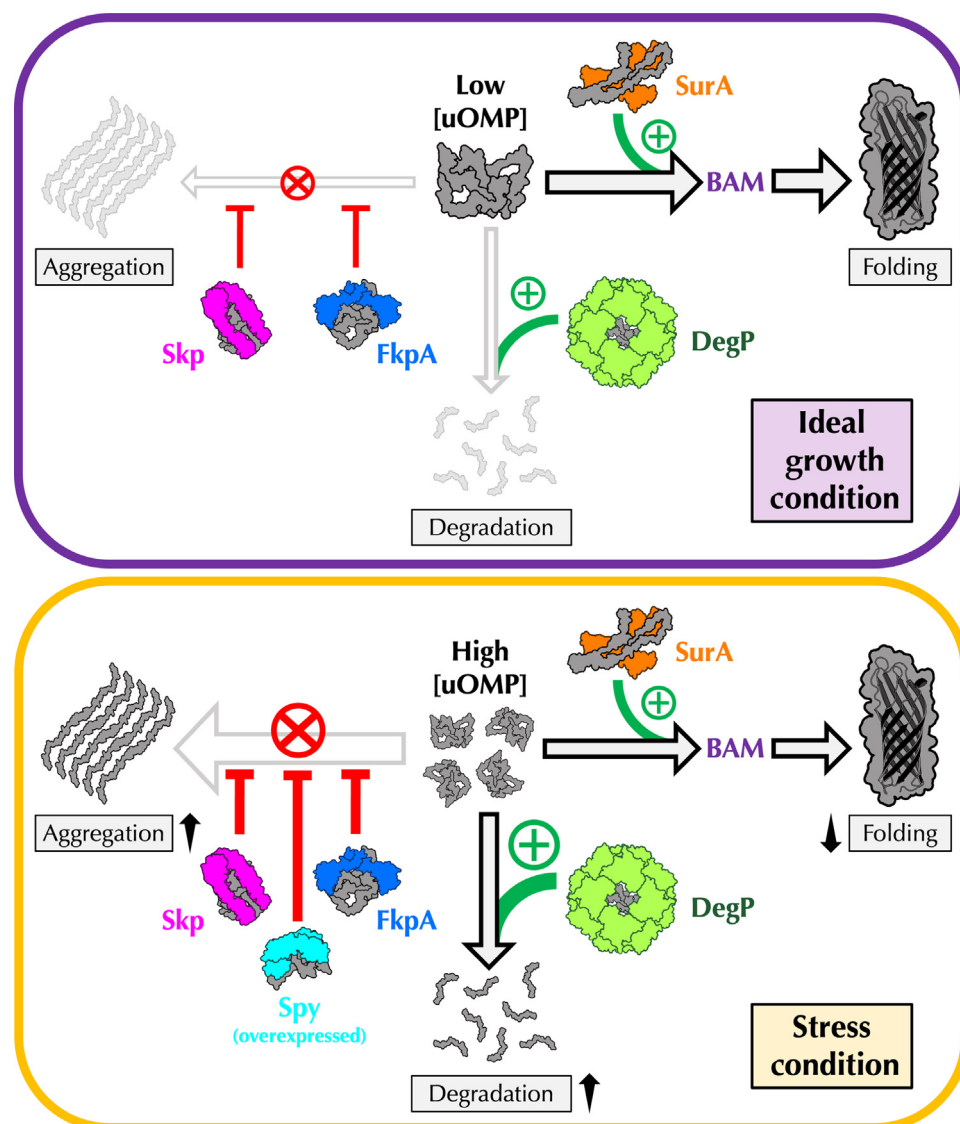 Low
[uOMP]
SurA
BAM
Aggregation
Folding
Skp
FkpA
DegP
Degradation
Ideal
growth
condition
High
[uOMP]
SurA
BAM
Aggregation
Folding
Skp
FkpA
DegP
Spy
(overexpressed)
Degradation
Stress
condition